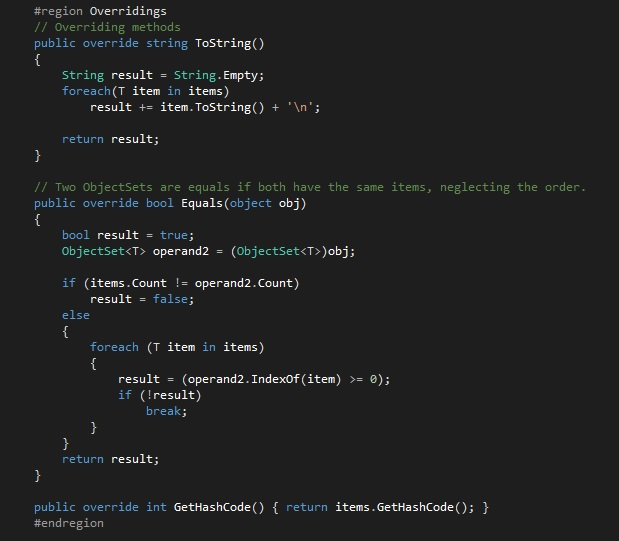 #region Overridings
// Overriding methods
public override string ToString()
{
    String result = String.Empty;
    foreach(T item in items)
        result += item.ToString() + '\n';

    return result;
}

// Two ObjectSets are equals if both have the same items, neglecting the order.
public override bool Equals(object obj)
{
    bool result = true;
    ObjectSet<T> operand2 = (ObjectSet<T>)obj;

    if (items.Count != operand2.Count)
        result = false;
    else
    {
        foreach (T item in items)
        {
            result = (operand2.IndexOf(item) >= 0);
            if (!result)
                break;
        }
    }
    return result;
}

public override int GetHashCode() { return items.GetHashCode(); }
#endregion